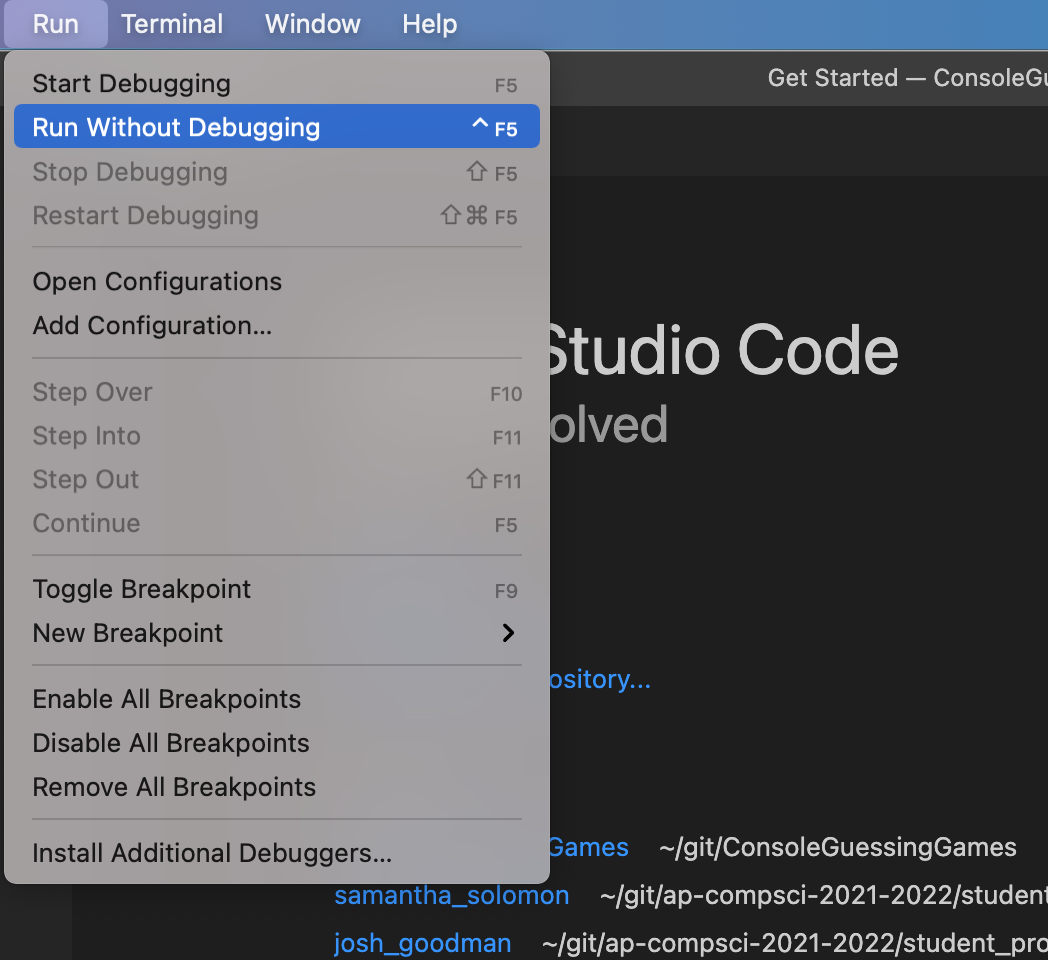 Run Terminal Window Help
Get Started — ConsoleGu
Start Debugging F5
Run Without Debugging ^ F5
Stop Debugging ⇧ F5
Restart Debugging ⇧⌘ F5
Open Configurations
Add Configuration...
Step Over F10
Step Into F11
Step Out ⇧ F11
Continue F5
Toggle Breakpoint F9
New Breakpoint
Enable All Breakpoints
Disable All Breakpoints
Remove All Breakpoints
Install Additional Debuggers...
Studio Code
olved
ository...
Games ~/git/ConsoleGuessingGames
samantha_solomon ~/git/ap-compsci-2021-2022/student
josh_goodman ~/git/ap-compsci-2021-2022/student_pro